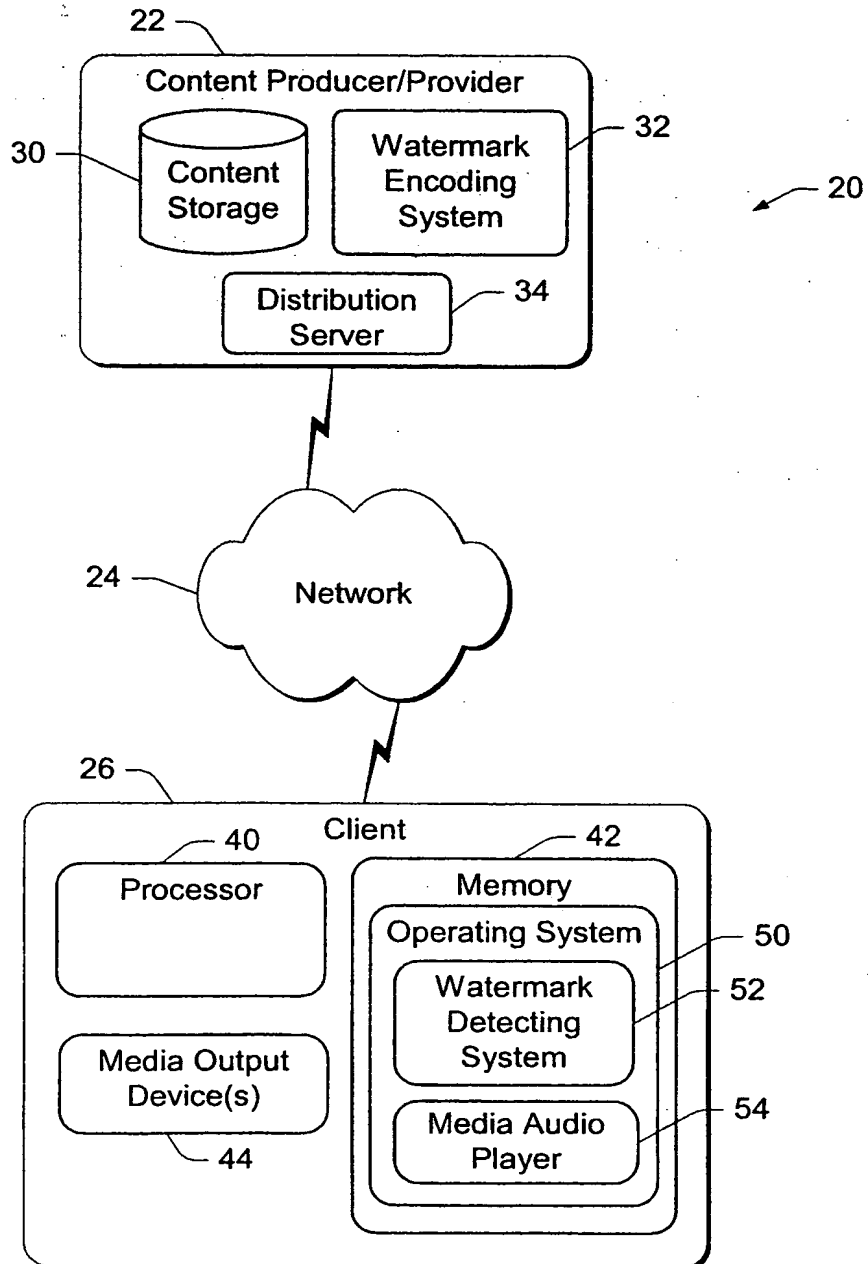 22
Content Producer/Provider
30
Content
Storage
Watermark
Encoding
System
32
20
Distribution
Server
34
24
Network
26
Client
40
Processor
42
Memory
Operating System
50
Watermark
Detecting
System
52
Media Output
Device(s)
44
Media Audio
Player
54